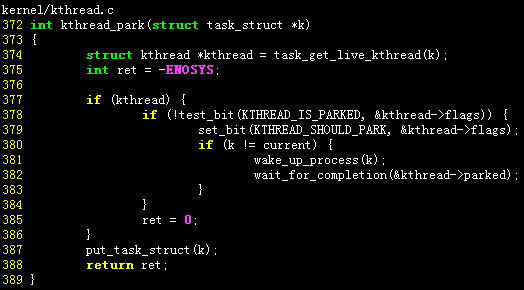 kernel/kthread.c
372 int kthread_park(struct task_struct *k)
373 {
374         struct kthread *kthread = task_get_live_kthread(k);
375         int ret = -ENOSYS;
376
377         if (kthread) {
378                 if (!test_bit(KTHREAD_IS_PARKED, &kthread->flags)) {
379                         set_bit(KTHREAD_SHOULD_PARK, &kthread->flags);
380                         if (k != current) {
381                                 wake_up_process(k);
382                                 wait_for_completion(&kthread->parked);
383                         }
384                 }
385                 ret = 0;
386         }
387         put_task_struct(k);
388         return ret;
389 }